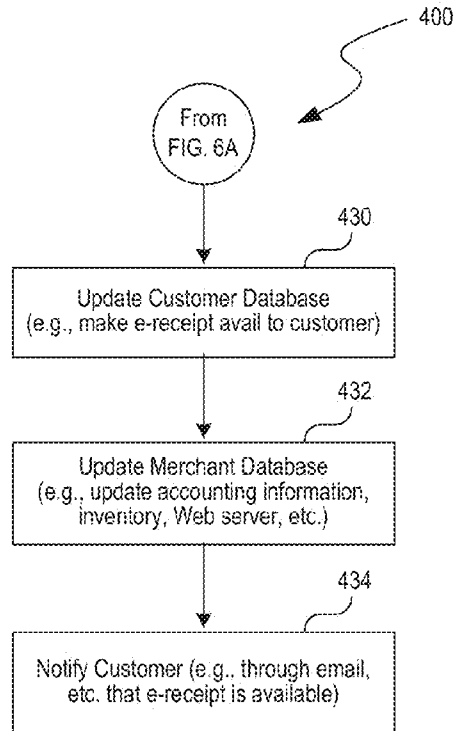 400
From
FIG. 6A
430
Update Customer Database
(e.g., make e-receipt avail to customer)
432
Update Merchant Database
(e.g., update accounting information,
inventory, Web server, etc.)
434
Notify Customer (e.g., through email,
etc. that e-receipt is available)